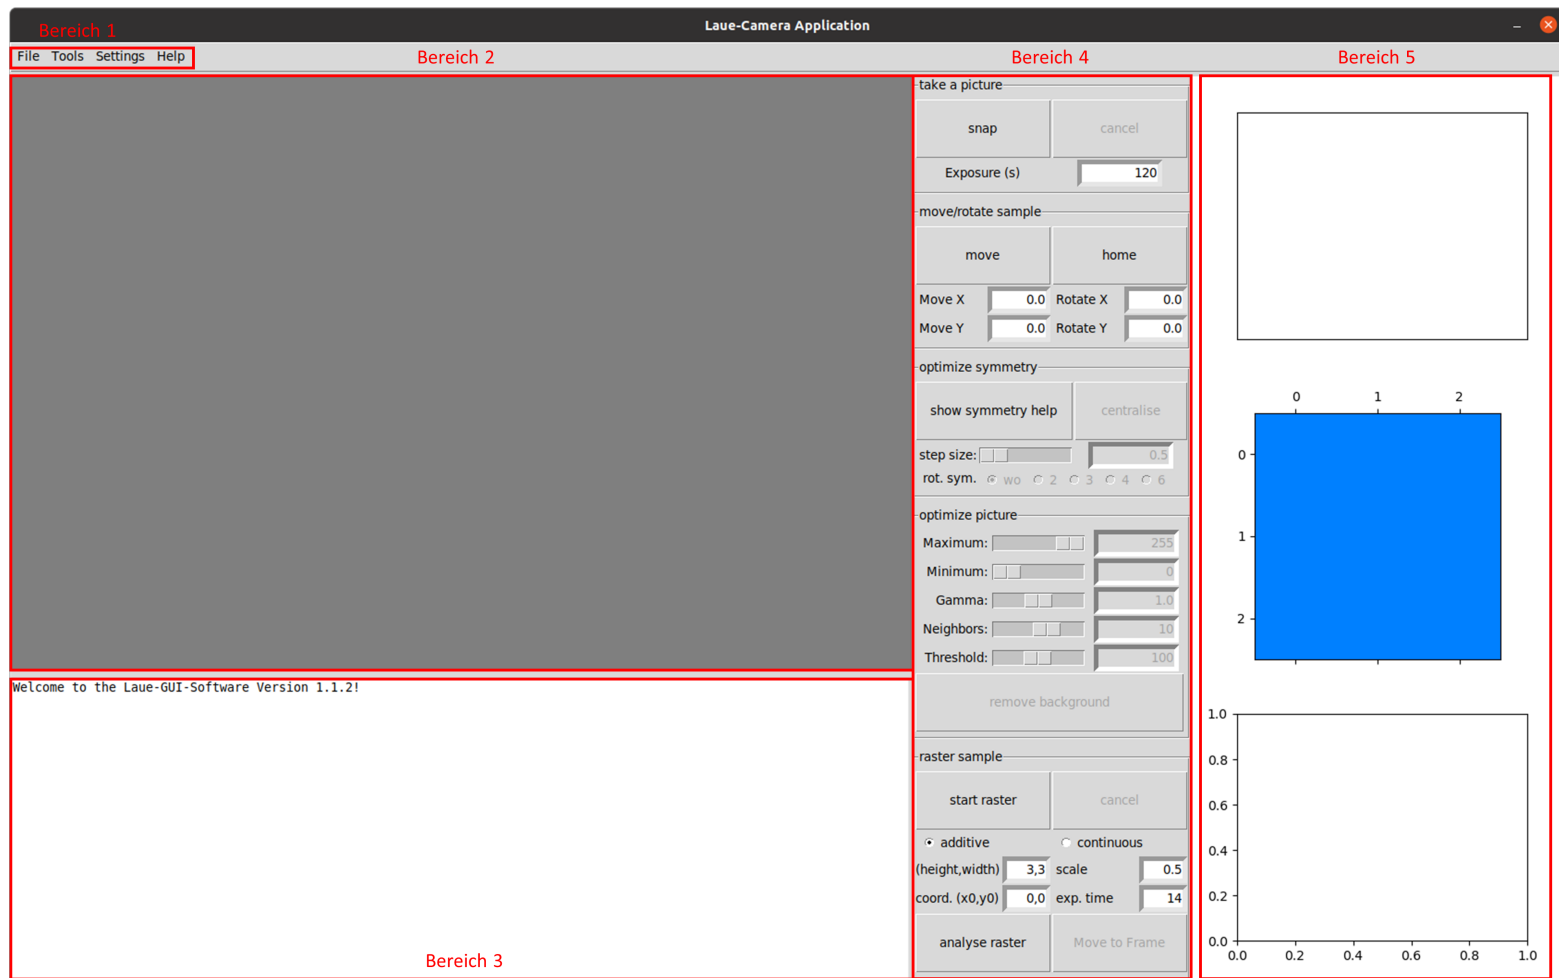 Laue-Camera Application
Bereich 1
File Tools Settings Help
Bereich 2
Bereich 4
Bereich 5
Welcome to the Laue-GUI-Software Version 1.1.2!
Bereich 3
take a picture
snap cancel
Exposure (s) 120
move/rotate sample
move home
Move X 0.0 Rotate X 0.0
Move Y 0.0 Rotate Y 0.0
optimize symmetry
show symmetry help centralise
step size: 0.5
rot. sym. wo 2 3 4 6
optimize picture
Maximum: 255
Minimum: 0
Gamma: 1.0
Neighbors: 10
Threshold: 100
remove background
raster sample
start raster cancel
additive continuous
(height,width) 3,3 scale 0.5
coord. (x0,y0) 0,0 exp. time 14
analyse raster Move to Frame
0 1 2
0
1
2
1.0
0.8
0.6
0.4
0.2
0.0
0.0 0.2 0.4 0.6 0.8 1.0